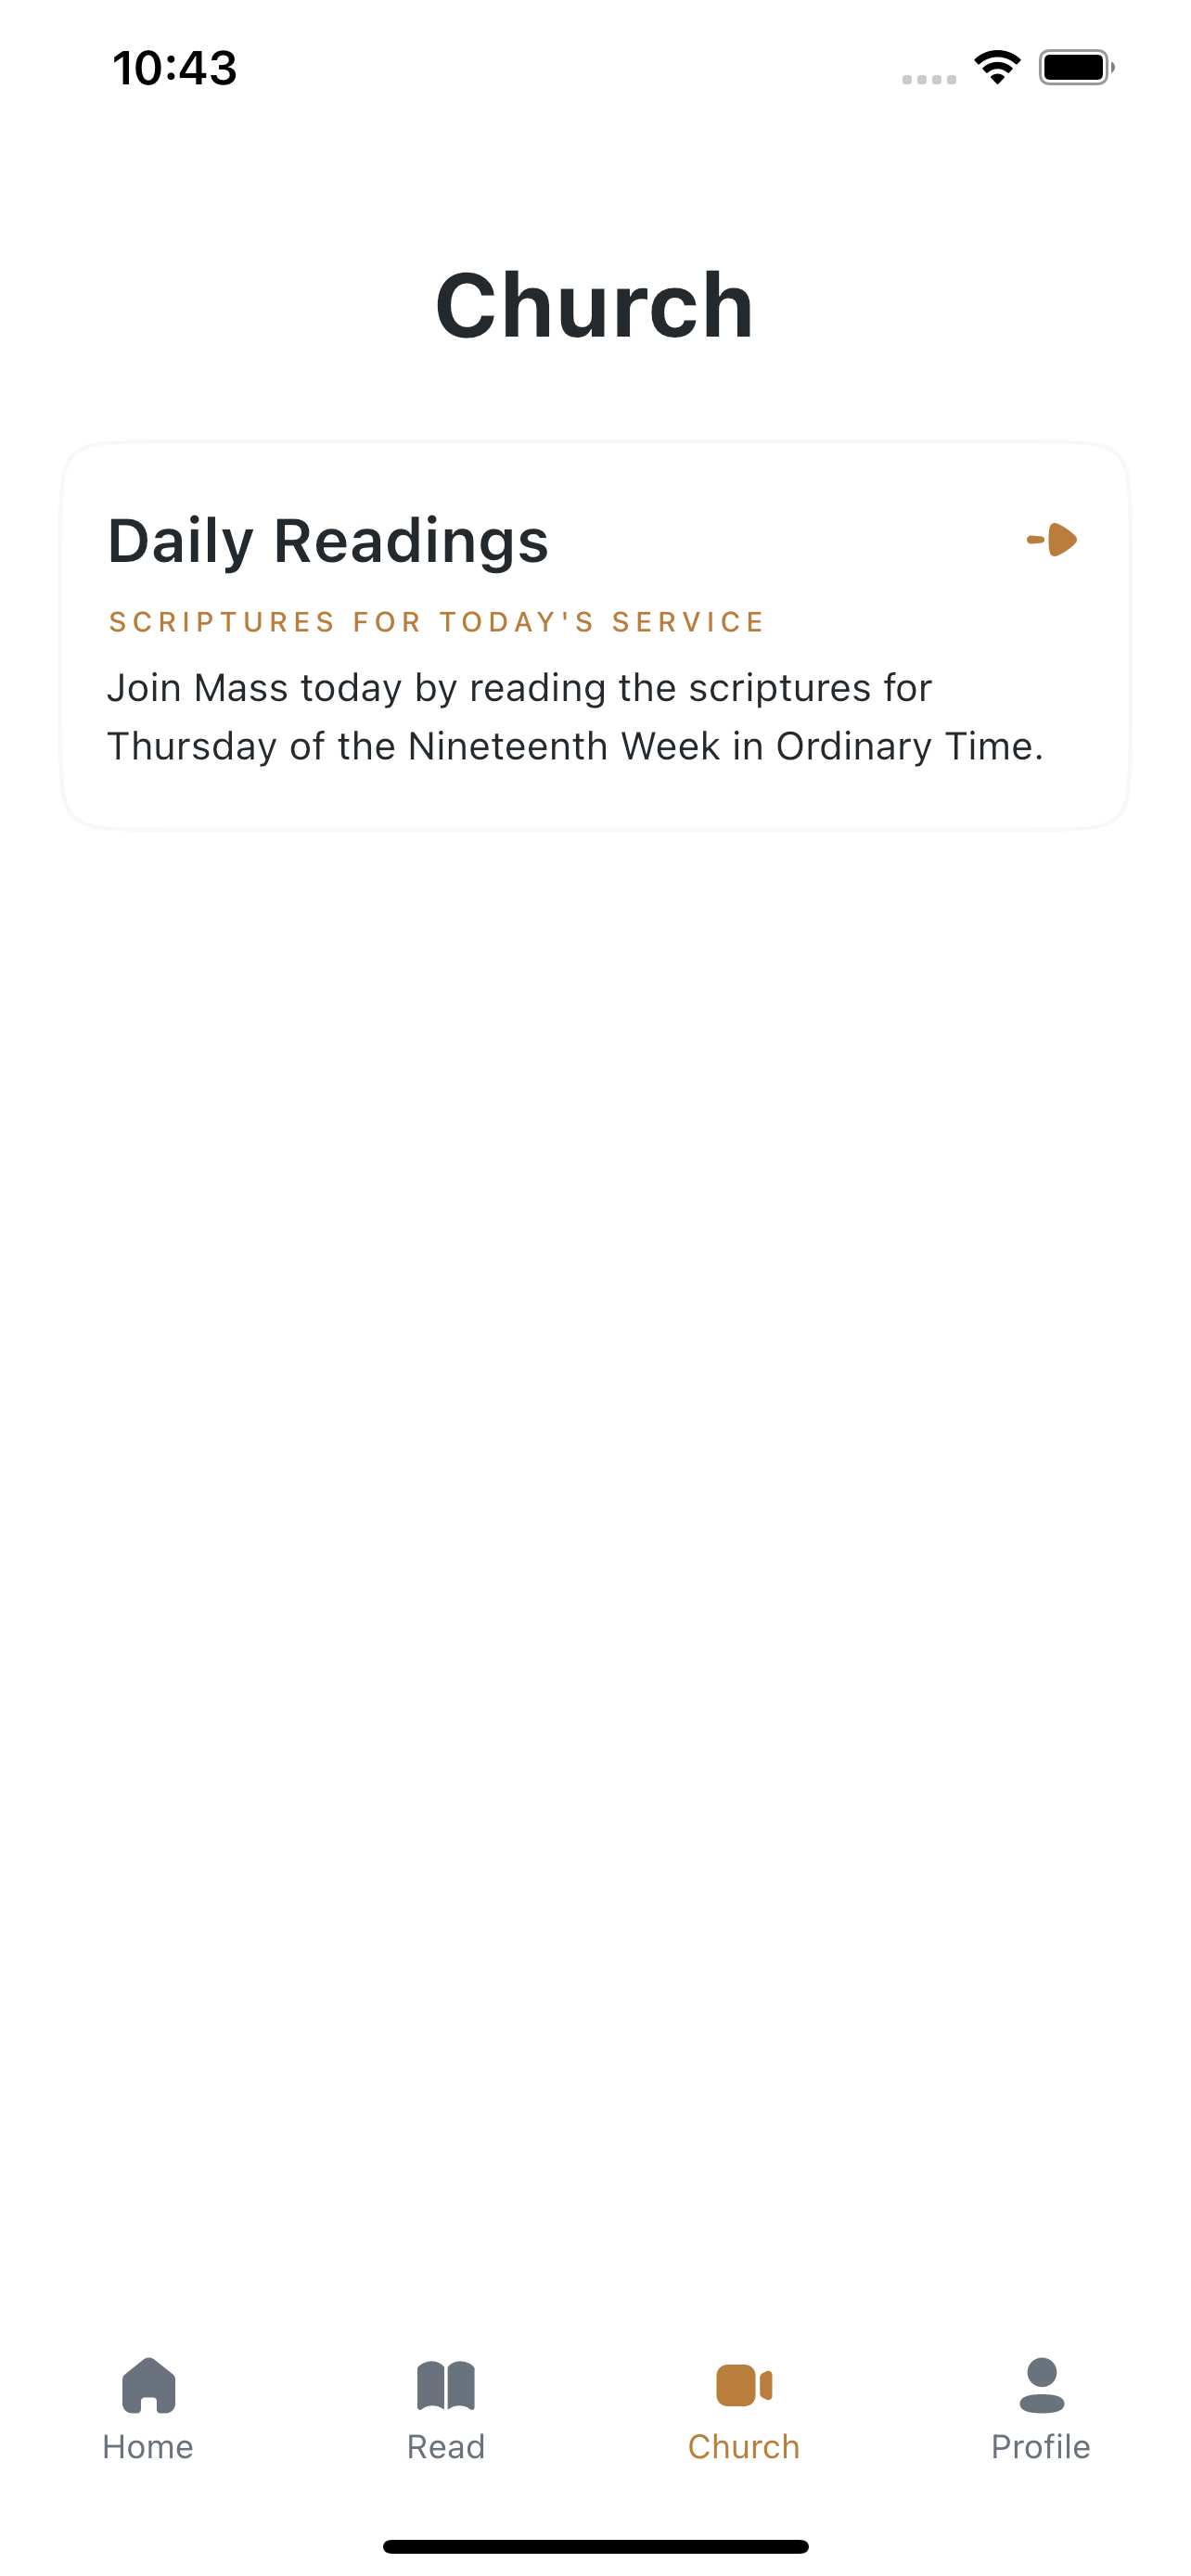 10:43
Church
Daily Readings
SCRIPTURES FOR TODAY'S SERVICE
Join Mass today by reading the scriptures for
Thursday of the Nineteenth Week in Ordinary Time.
Home
Read
Church
Profile